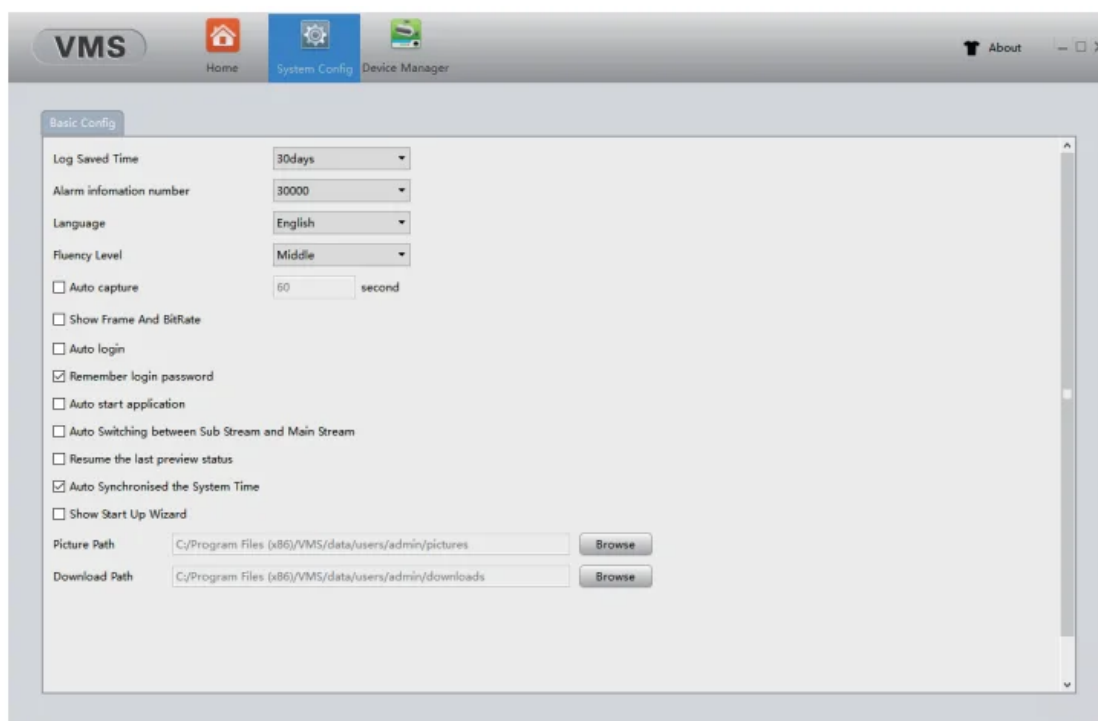 VMS
Home
System Config
Device Manager
About
Basic Config
Log Saved Time 30days
Alarm infomation number 30000
Language English
Fluency Level Middle
Auto capture 60 second
Show Frame And BitRate
Auto login
Remember login password
Auto start application
Auto Switching between Sub Stream and Main Stream
Resume the last preview status
Auto Synchronised the System Time
Show Start Up Wizard
Picture Path C:/Program Files (x86)/VMS/data/users/admin/pictures Browse
Download Path C:/Program Files (x86)/VMS/data/users/admin/downloads Browse